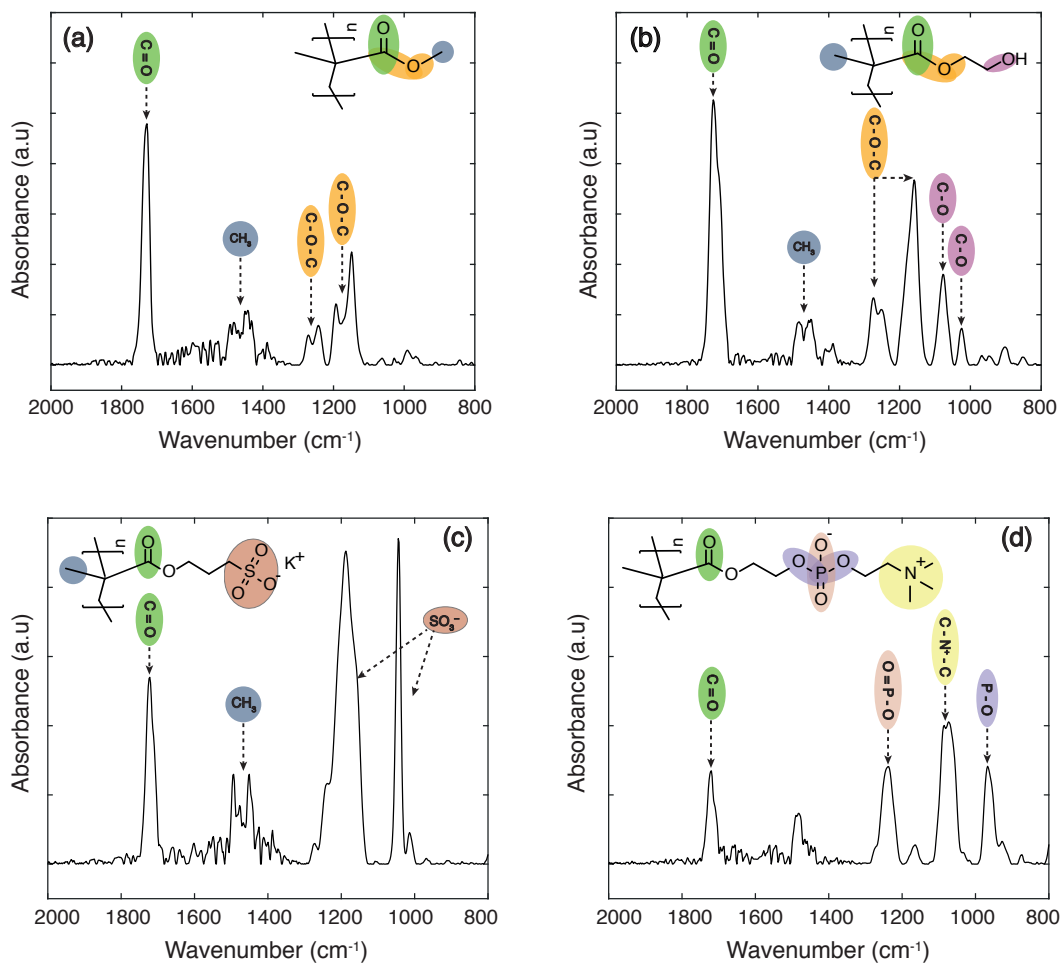 (a)
n
O
O
C=O
CH₃
C-O-C
C-O-C
Absorbance (a.u)
2000 1800 1600 1400 1200 1000 800
Wavenumber (cm⁻¹)
(b)
n
O
O
OH
C=O
C-O-C
CH₃
C-O
C-O
Absorbance (a.u)
2000 1800 1600 1400 1200 1000 800
Wavenumber (cm⁻¹)
(c)
n
O
O
O
S
O⁻
O
K⁺
C=O
CH₃
SO₃⁻
Absorbance (a.u)
2000 1800 1600 1400 1200 1000 800
Wavenumber (cm⁻¹)
(d)
n
O
O
O⁻
O
P
O
O
N⁺
C=O
O=P-O
C-N⁺-C
P-O
Absorbance (a.u)
2000 1800 1600 1400 1200 1000 800
Wavenumber (cm⁻¹)